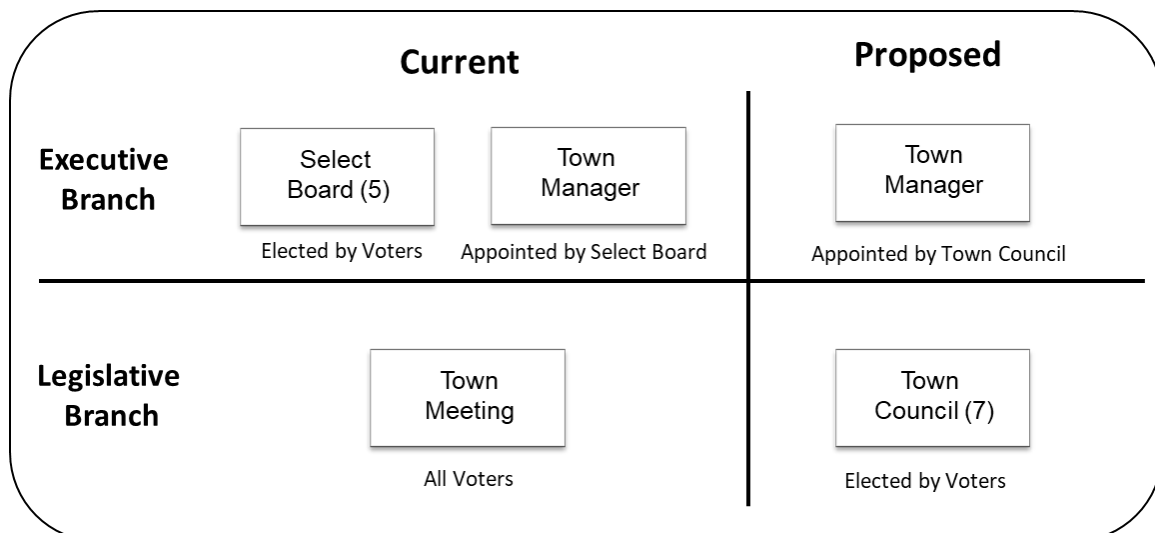 Current
Proposed
Executive
Branch
Select
Board (5)
Town
Manager
Town
Manager
Elected by Voters
Appointed by Select Board
Appointed by Town Council
Legislative
Branch
Town
Meeting
Town
Council (7)
All Voters
Elected by Voters